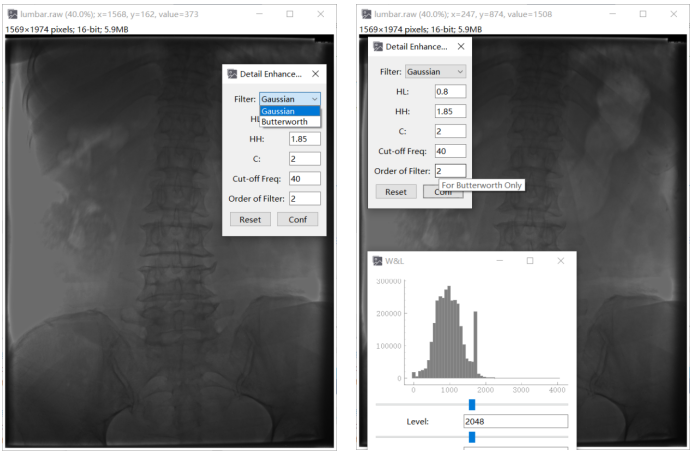 lumbar.raw (40.0%); x=1568, y=162, value=373
1569×1974 pixels; 16-bit; 5.9MB
Detail Enhance...
Filter: Gaussian
Gaussian
Butterworth
HL
HH: 1.85
C: 2
Cut-off Freq: 40
Order of Filter: 2
Reset Conf
lumbar.raw (40.0%); x=247, y=874, value=1508
1569×1974 pixels; 16-bit; 5.9MB
Detail Enhance...
Filter: Gaussian
HL: 0.8
HH: 1.85
C: 2
Cut-off Freq: 40
Order of Filter: 2
For Butterworth Only
Reset Conf
W&L
300000
200000
100000
0
0 1000 2000 3000 4000
Level: 2048